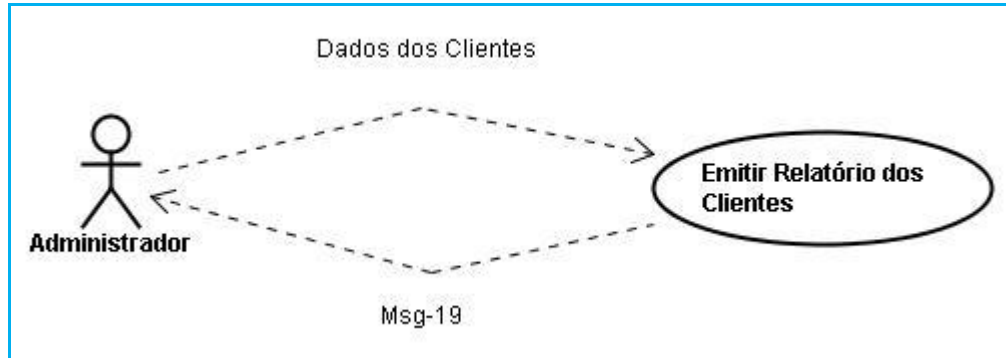 Dados dos Clientes
Emitir Relatório dos
Clientes
Administrador
Msg-19